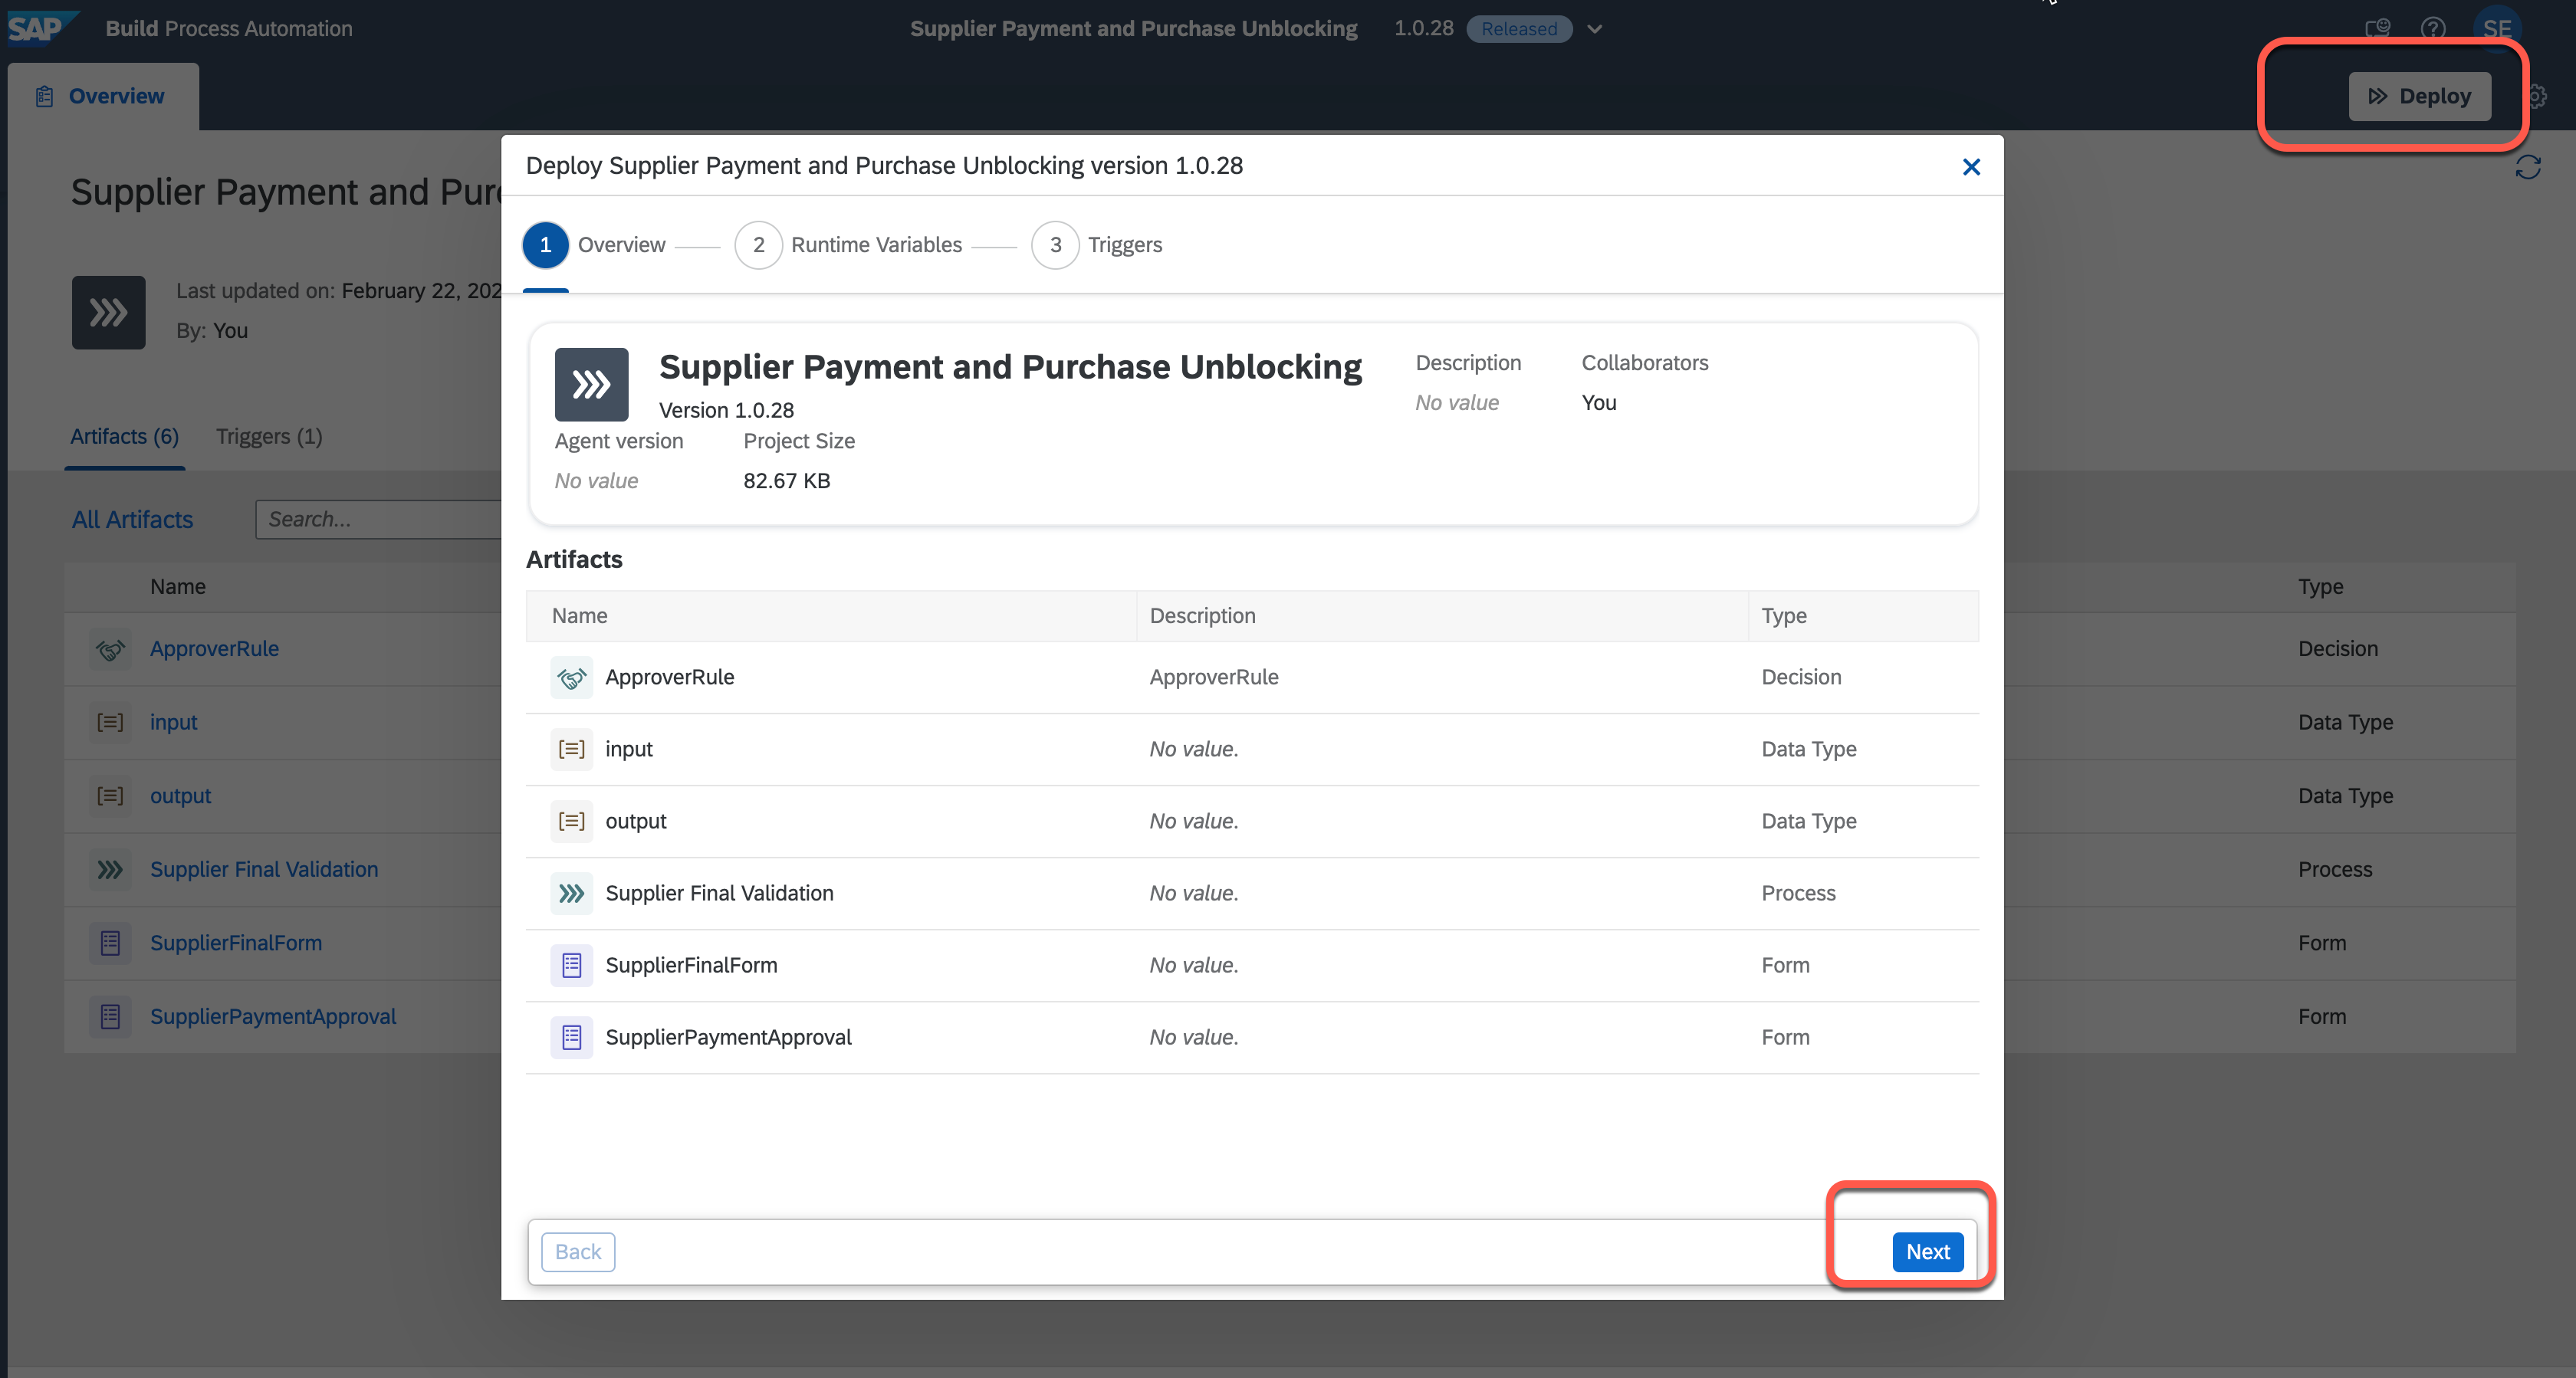 SAP Build Process Automation Supplier Payment and Purchase Unblocking 1.0.28 Released SE
Overview
Deploy
Supplier Payment and Pur
Last updated on: February 22, 202
By: You
Artifacts (6) Triggers (1)
All Artifacts Search...
Name Type
ApproverRule Decision
input Data Type
output Data Type
Supplier Final Validation Process
SupplierFinalForm Form
SupplierPaymentApproval Form
Deploy Supplier Payment and Purchase Unblocking version 1.0.28
1 Overview 2 Runtime Variables 3 Triggers
Supplier Payment and Purchase Unblocking
Version 1.0.28
Description Collaborators
No value You
Agent version Project Size
No value 82.67 KB
Artifacts
Name Description Type
ApproverRule ApproverRule Decision
input No value. Data Type
output No value. Data Type
Supplier Final Validation No value. Process
SupplierFinalForm No value. Form
SupplierPaymentApproval No value. Form
Back Next